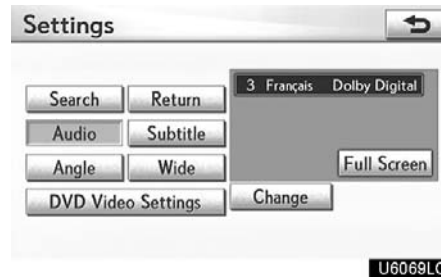 Settings
3 Français Dolby Digital
Search Return
Audio Subtitle
Angle Wide Full Screen
DVD Video Settings Change
U6069LC